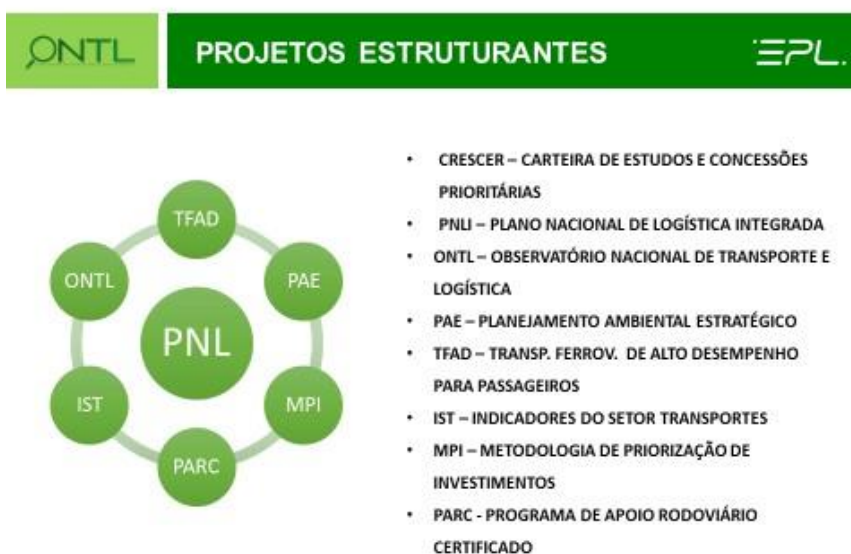 ONTL
PROJETOS ESTRUTURANTES
EPL.
TFAD
ONTL
PAE
PNL
IST
MPI
PARC
• CRESCER – CARTEIRA DE ESTUDOS E CONCESSÕES
PRIORITÁRIAS
• PNLI – PLANO NACIONAL DE LOGÍSTICA INTEGRADA
• ONTL – OBSERVATÓRIO NACIONAL DE TRANSPORTE E
LOGÍSTICA
• PAE – PLANEJAMENTO AMBIENTAL ESTRATÉGICO
• TFAD – TRANSP. FERROV. DE ALTO DESEMPENHO
PARA PASSAGEIROS
• IST – INDICADORES DO SETOR TRANSPORTES
• MPI – METODOLOGIA DE PRIORIZAÇÃO DE
INVESTIMENTOS
• PARC - PROGRAMA DE APOIO RODOVIÁRIO
CERTIFICADO